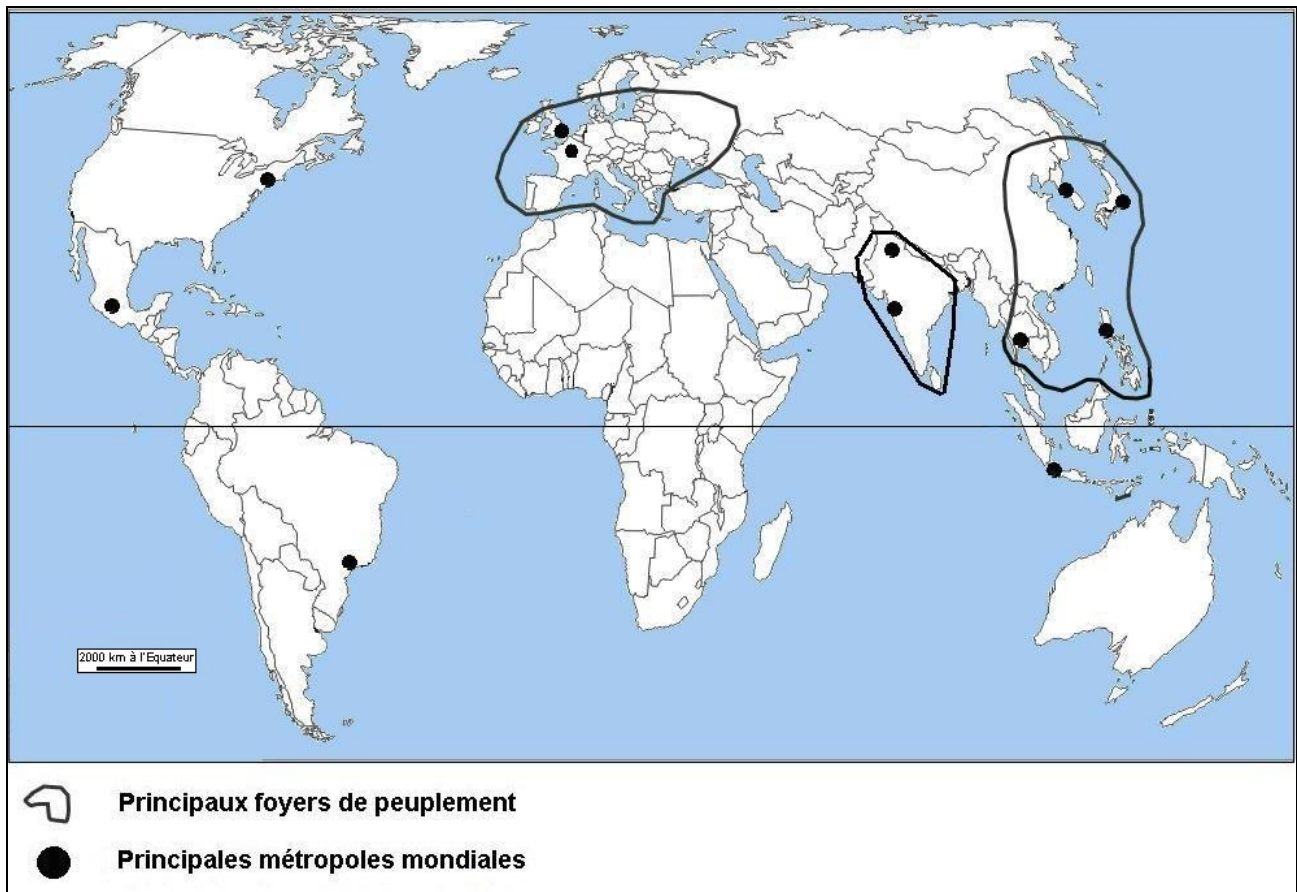 2000 km à l'Equateur
Principaux foyers de peuplement
Principales métropoles mondiales